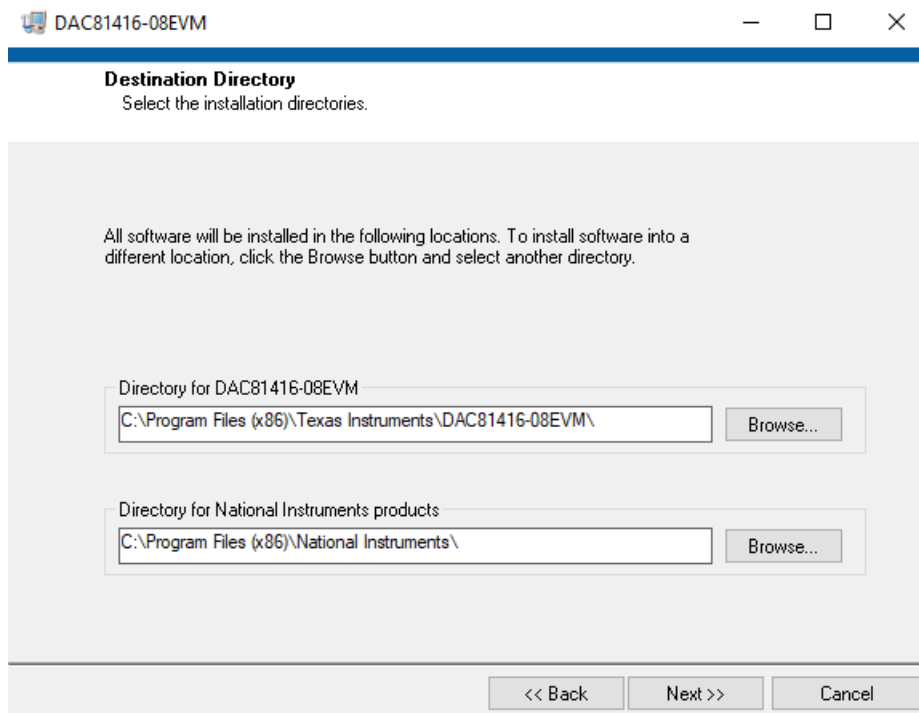 DAC81416-08EVM
Destination Directory
Select the installation directories.
All software will be installed in the following locations. To install software into a
different location, click the Browse button and select another directory.
Directory for DAC81416-08EVM
C:\Program Files (x86)\Texas Instruments\DAC81416-08EVM\
Browse...
Directory for National Instruments products
C:\Program Files (x86)\National Instruments\
Browse...
<< Back
Next >>
Cancel